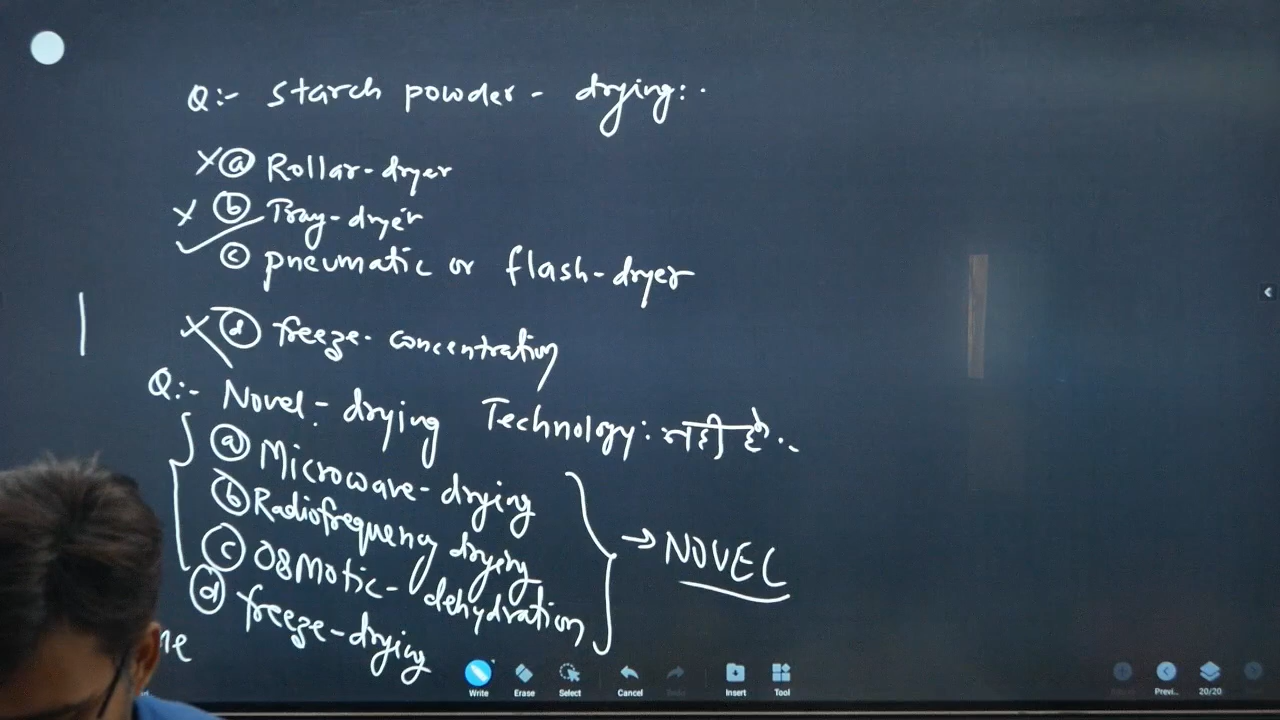 Q:- Starch powder - drying:-
X (a) Rollar-dryer
X (b) Tray-dryer
✓ (c) pneumatic or flash-dryer
X (d) freeze-concentration
Q:- Novel-drying Technology: नही है..
(a) Microwave-drying
(b) Radiofrequency drying
(c) OSMotic-dehydration
→ NOVEL
(d) freeze-drying
Write Erase Select Cancel Insert Tool Previ... 20/20